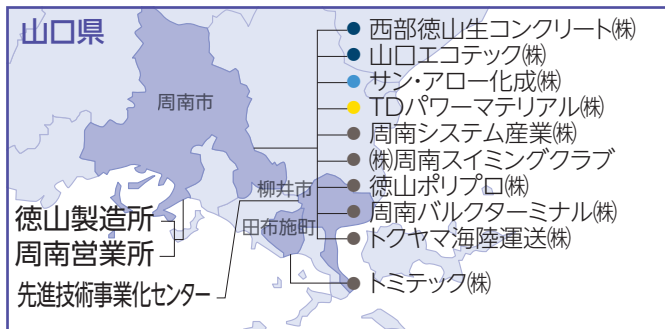 山口県
周南市
柳井市
田布施町
徳山製造所
周南営業所
先進技術事業化センター
西部徳山生コンクリート㈱
山口エコテック㈱
サン・アロー化成㈱
TDパワーマテリアル㈱
周南システム産業㈱
㈱周南スイミングクラブ
徳山ポリプロ㈱
周南バルクターミナル㈱
トクヤマ海陸運送㈱
トミテック㈱